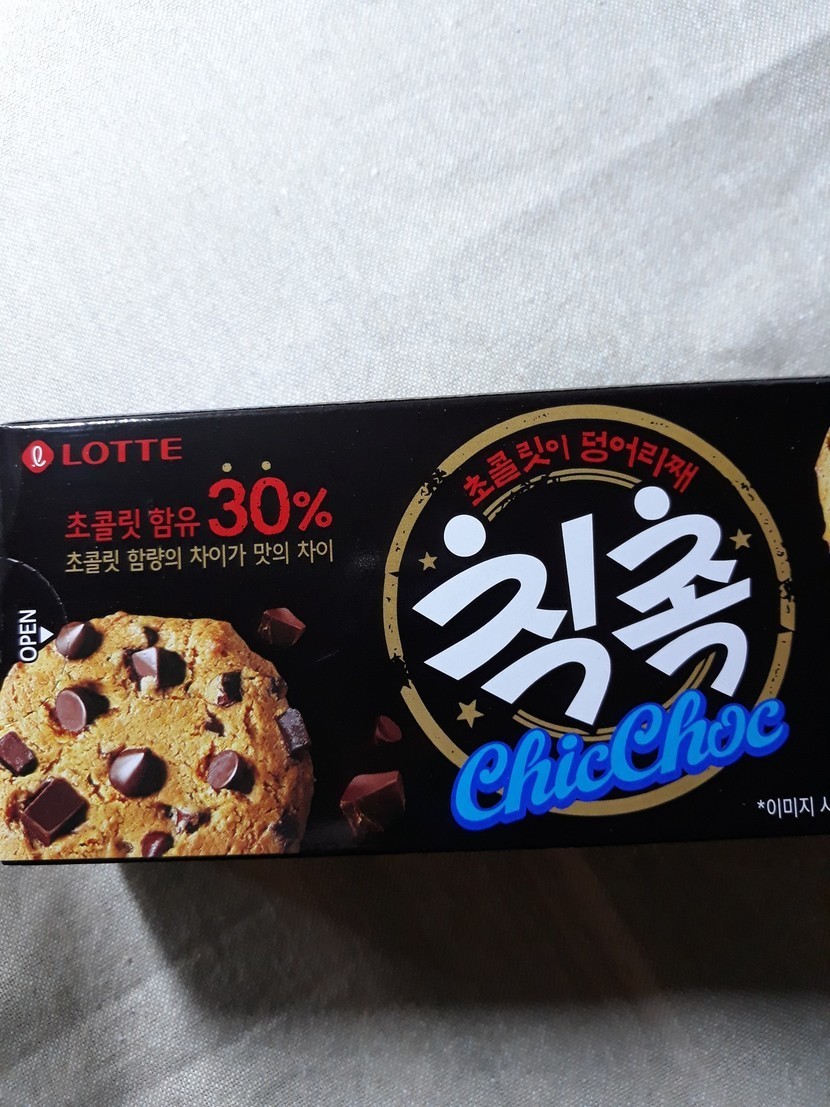 LOTTE
초콜릿 함유 30%
초콜릿 함량의 차이가 맛의 차이
OPEN
초콜릿이 덩어리째
칙촉
ChicChoc
*이미지